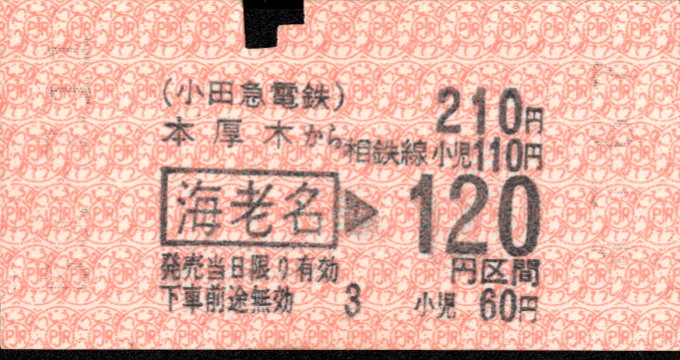 (小田急電鉄) 210円
本厚木から相鉄線小児110円
海老名▶120
発売当日限り有効 円区間
下車前途無効 3 小児 60円